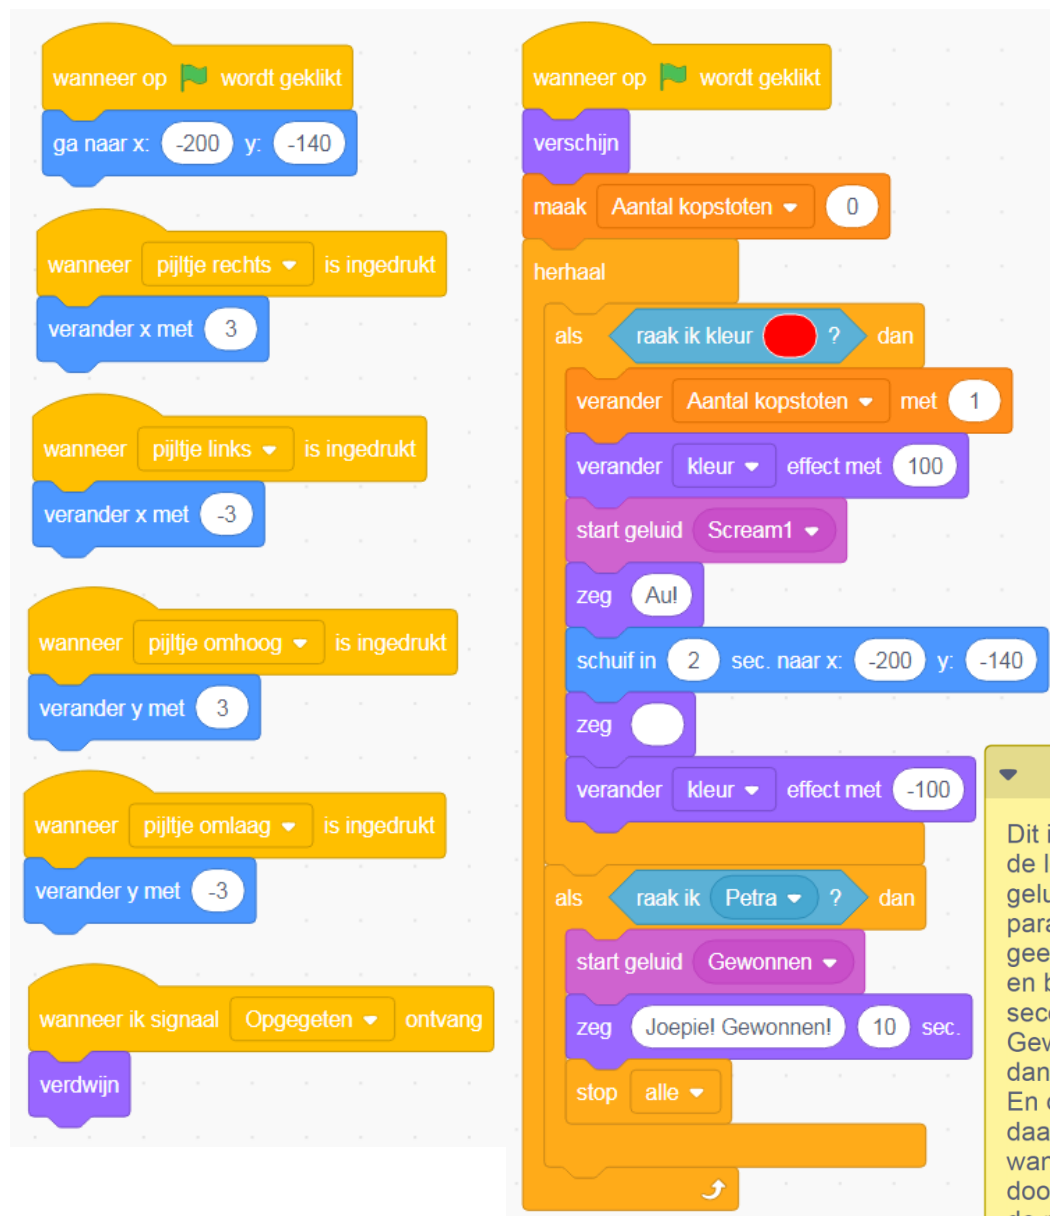 wanneer op wordt geklikt
ga naar x: -200 y: -140
wanneer pijltje rechts is ingedrukt
verander x met 3
wanneer pijltje links is ingedrukt
verander x met -3
wanneer pijltje omhoog is ingedrukt
verander y met 3
wanneer pijltje omlaag is ingedrukt
verander y met -3
wanneer ik signaal Opgegeten ontvang
verdwijn
wanneer op wordt geklikt
verschijn
maak Aantal kopstoten 0
herhaal
als raak ik kleur ? dan
verander Aantal kopstoten met 1
verander kleur effect met 100
start geluid Scream1
zeg Au!
schuif in 2 sec. naar x: -200 y: -140
zeg
verander kleur effect met -100
als raak ik Petra ? dan
start geluid Gewonnen
zeg Joepie! Gewonnen! 10 sec.
stop alle
Dit
de
gelu
para
gee
en
seco
Gew
dan
En
daa
wan
doo